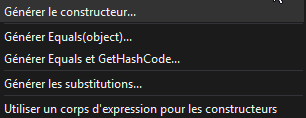 Générer le constructeur...
Générer Equals(object)...
Générer Equals et GetHashCode...
Générer les substitutions...
Utiliser un corps d'expression pour les constructeurs